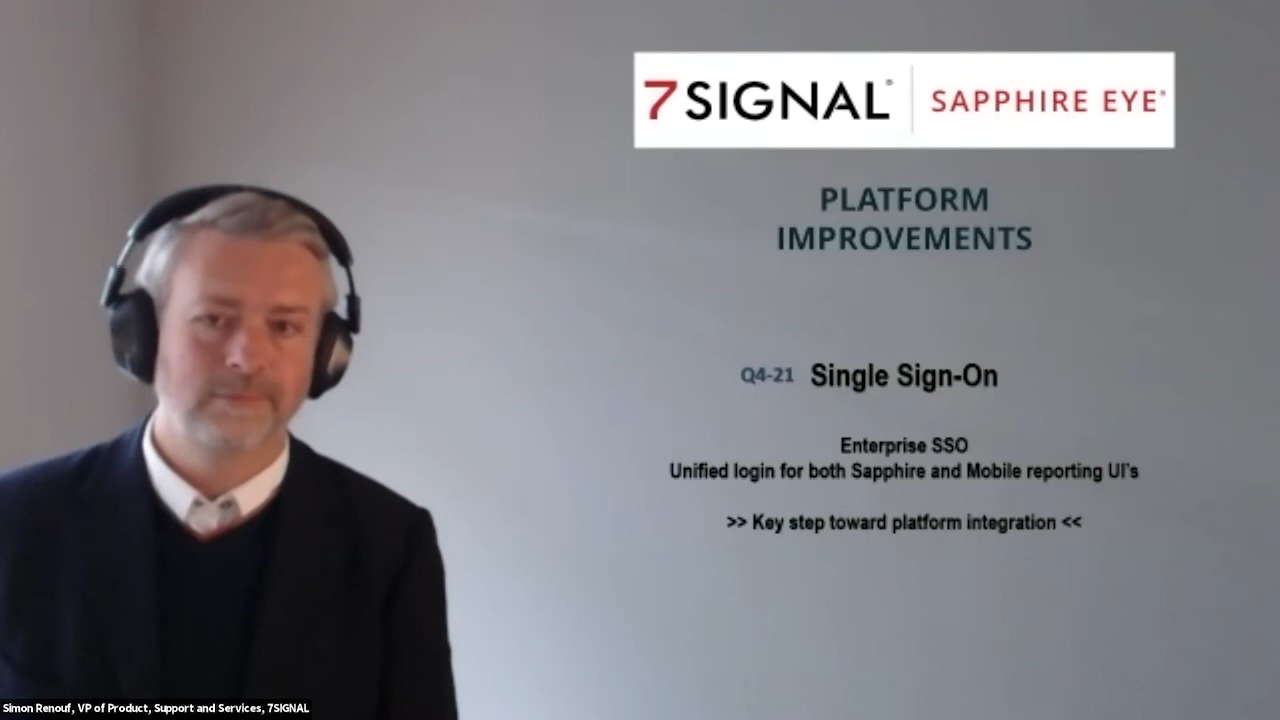 7SIGNAL® | SAPPHIRE EYE®
PLATFORM
IMPROVEMENTS
Q4-21 Single Sign-On
Enterprise SSO
Unified login for both Sapphire and Mobile reporting UI's
>> Key step toward platform integration <<
Simon Renouf, VP of Product, Support and Services, 7SIGNAL